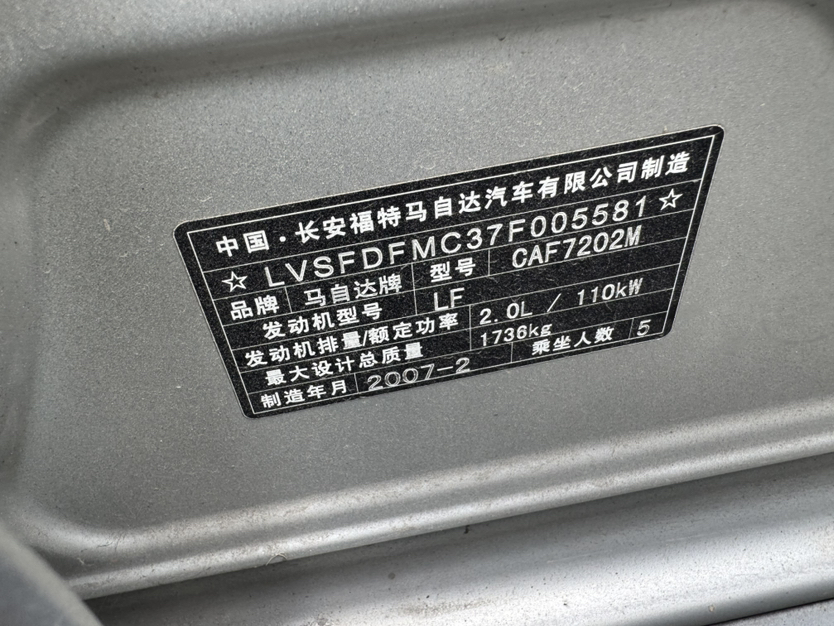 中国·长安福特马自达汽车有限公司制造
☆LVSFDFMC37F005581☆
品牌 马自达牌 型号 CAF7202M
发动机型号 LF
发动机排量/额定功率 2.0L / 110kW
最大设计总质量 1736kg 乘坐人数 5
制造年月 2007-2